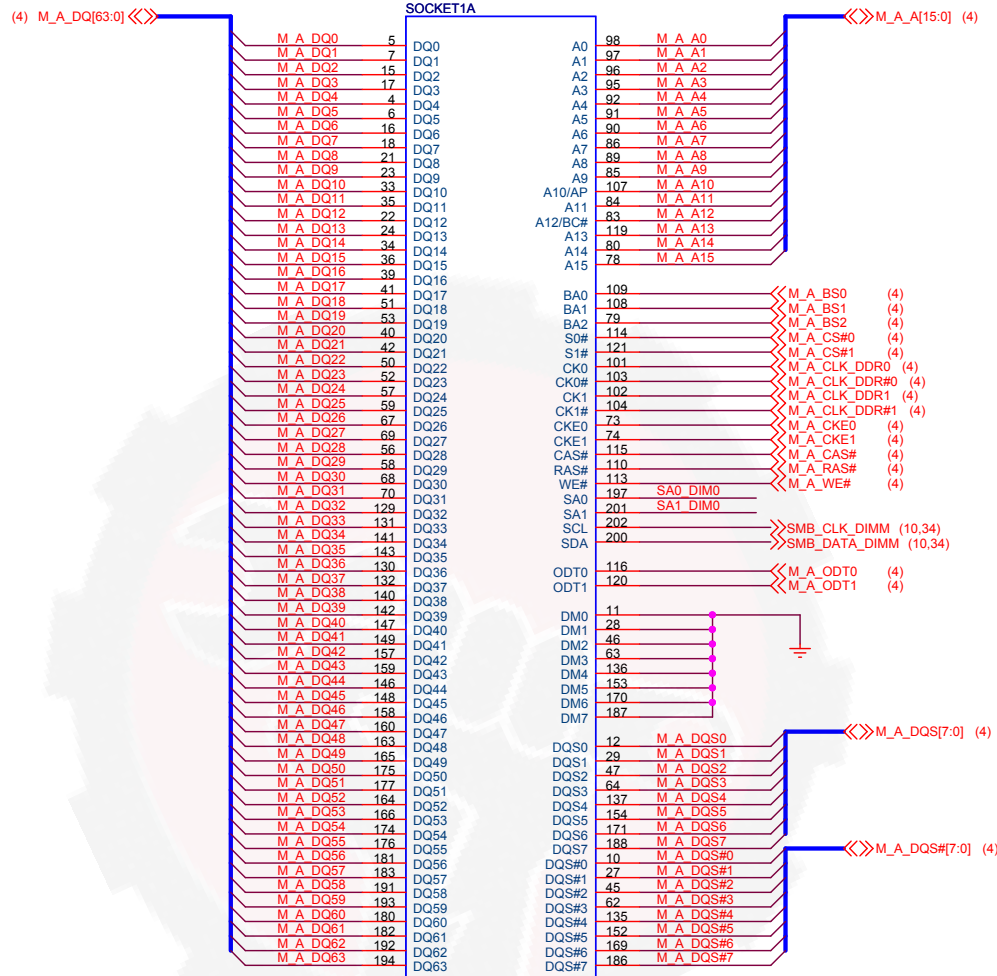 SOCKET1A
(4) M_A_DQ[63:0] M_A_A[15:0] (4)
M_A_DQ0 5 DQ0 A0 98 M_A_A0
M_A_DQ1 7 DQ1 A1 97 M_A_A1
M_A_DQ2 15 DQ2 A2 96 M_A_A2
M_A_DQ3 17 DQ3 A3 95 M_A_A3
M_A_DQ4 4 DQ4 A4 92 M_A_A4
M_A_DQ5 6 DQ5 A5 91 M_A_A5
M_A_DQ6 16 DQ6 A6 90 M_A_A6
M_A_DQ7 18 DQ7 A7 86 M_A_A7
M_A_DQ8 21 DQ8 A8 89 M_A_A8
M_A_DQ9 23 DQ9 A9 85 M_A_A9
M_A_DQ10 33 DQ10 A10/AP 107 M_A_A10
M_A_DQ11 35 DQ11 A11 84 M_A_A11
M_A_DQ12 22 DQ12 A12/BC# 83 M_A_A12
M_A_DQ13 24 DQ13 A13 119 M_A_A13
M_A_DQ14 34 DQ14 A14 80 M_A_A14
M_A_DQ15 36 DQ15 A15 78 M_A_A15
M_A_DQ16 39 DQ16
M_A_DQ17 41 DQ17 BA0 109 M_A_BS0 (4)
M_A_DQ18 51 DQ18 BA1 108 M_A_BS1 (4)
M_A_DQ19 53 DQ19 BA2 79 M_A_BS2 (4)
M_A_DQ20 40 DQ20 S0# 114 M_A_CS#0 (4)
M_A_DQ21 42 DQ21 S1# 121 M_A_CS#1 (4)
M_A_DQ22 50 DQ22 CK0 101 M_A_CLK_DDR0 (4)
M_A_DQ23 52 DQ23 CK0# 103 M_A_CLK_DDR#0 (4)
M_A_DQ24 57 DQ24 CK1 102 M_A_CLK_DDR1 (4)
M_A_DQ25 59 DQ25 CK1# 104 M_A_CLK_DDR#1 (4)
M_A_DQ26 67 DQ26 CKE0 73 M_A_CKE0 (4)
M_A_DQ27 69 DQ27 CKE1 74 M_A_CKE1 (4)
M_A_DQ28 56 DQ28 CAS# 115 M_A_CAS# (4)
M_A_DQ29 58 DQ29 RAS# 110 M_A_RAS# (4)
M_A_DQ30 68 DQ30 WE# 113 M_A_WE# (4)
M_A_DQ31 70 DQ31 SA0 197 SA0_DIM0
M_A_DQ32 129 DQ32 SA1 201 SA1_DIM0
M_A_DQ33 131 DQ33 SCL 202 SMB_CLK_DIMM (10,34)
M_A_DQ34 141 DQ34 SDA 200 SMB_DATA_DIMM (10,34)
M_A_DQ35 143 DQ35
M_A_DQ36 130 DQ36 ODT0 116 M_A_ODT0 (4)
M_A_DQ37 132 DQ37 ODT1 120 M_A_ODT1 (4)
M_A_DQ38 140 DQ38
M_A_DQ39 142 DQ39 DM0 11
M_A_DQ40 147 DQ40 DM1 28
M_A_DQ41 149 DQ41 DM2 46
M_A_DQ42 157 DQ42 DM3 63
M_A_DQ43 159 DQ43 DM4 136
M_A_DQ44 146 DQ44 DM5 153
M_A_DQ45 148 DQ45 DM6 170
M_A_DQ46 158 DQ46 DM7 187
M_A_DQ47 160 DQ47 M_A_DQS[7:0] (4)
M_A_DQ48 163 DQ48 DQS0 12 M_A_DQS0
M_A_DQ49 165 DQ49 DQS1 29 M_A_DQS1
M_A_DQ50 175 DQ50 DQS2 47 M_A_DQS2
M_A_DQ51 177 DQ51 DQS3 64 M_A_DQS3
M_A_DQ52 164 DQ52 DQS4 137 M_A_DQS4
M_A_DQ53 166 DQ53 DQS5 154 M_A_DQS5
M_A_DQ54 174 DQ54 DQS6 171 M_A_DQS6
M_A_DQ55 176 DQ55 DQS7 188 M_A_DQS7 M_A_DQS#[7:0] (4)
M_A_DQ56 181 DQ56 DQS#0 10 M_A_DQS#0
M_A_DQ57 183 DQ57 DQS#1 27 M_A_DQS#1
M_A_DQ58 191 DQ58 DQS#2 45 M_A_DQS#2
M_A_DQ59 193 DQ59 DQS#3 62 M_A_DQS#3
M_A_DQ60 180 DQ60 DQS#4 135 M_A_DQS#4
M_A_DQ61 182 DQ61 DQS#5 152 M_A_DQS#5
M_A_DQ62 192 DQ62 DQS#6 169 M_A_DQS#6
M_A_DQ63 194 DQ63 DQS#7 186 M_A_DQS#7